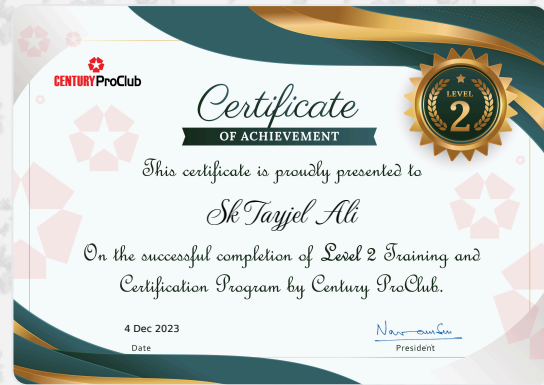 CENTURY ProClub
LEVEL
2
Certificate
OF ACHIEVEMENT
This certificate is proudly presented to
Sk Tayjel Ali
On the successful completion of Level 2 Training and
Certification Program by Century ProClub.
4 Dec 2023
Date
President